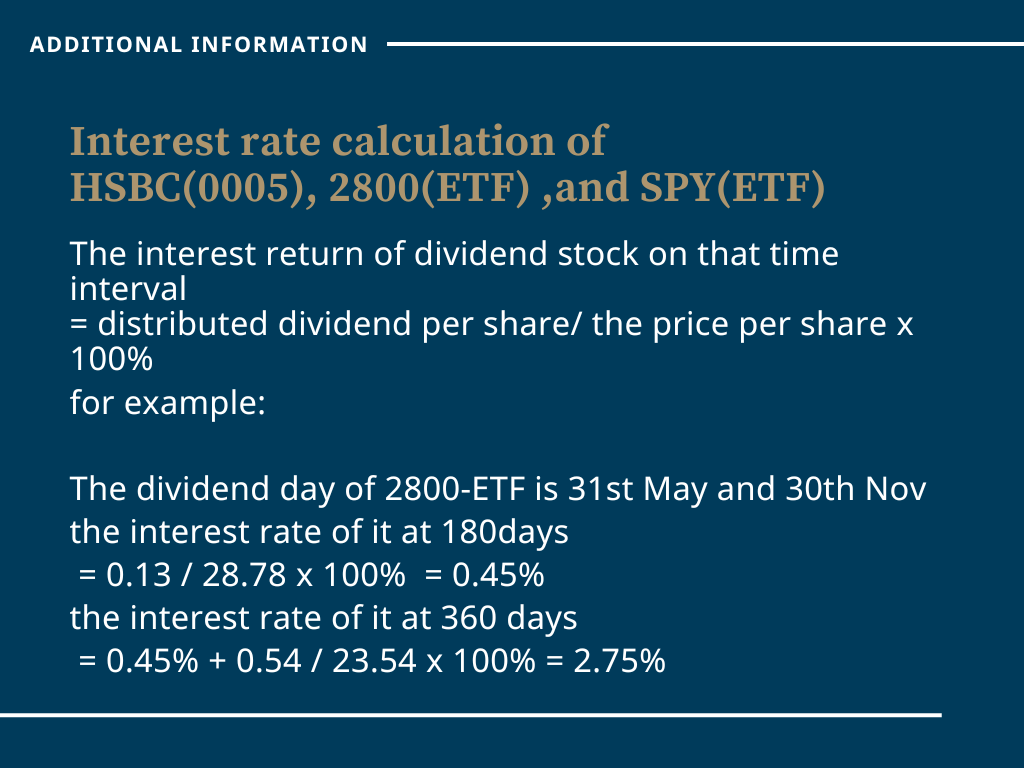 ADDITIONAL INFORMATION
Interest rate calculation of
HSBC(0005), 2800(ETF) ,and SPY(ETF)
The interest return of dividend stock on that time
interval
= distributed dividend per share/ the price per share x
100%
for example:
The dividend day of 2800-ETF is 31st May and 30th Nov
the interest rate of it at 180days
= 0.13 / 28.78 x 100%  = 0.45%
the interest rate of it at 360 days
= 0.45% + 0.54 / 23.54 x 100% = 2.75%